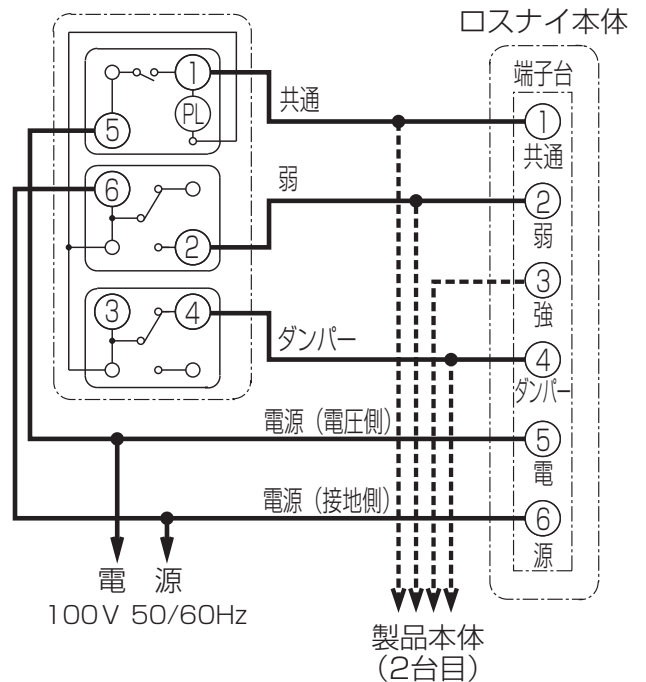 ロスナイ本体
端子台
①
PL
⑤
共通
①
共通
⑥
②
弱
②
弱
③
強
③
④
ダンパー
④
ダンパー
電源（電圧側）
⑤
電
電源（接地側）
⑥
源
電 源
100V 50/60Hz
製品本体
（2台目）